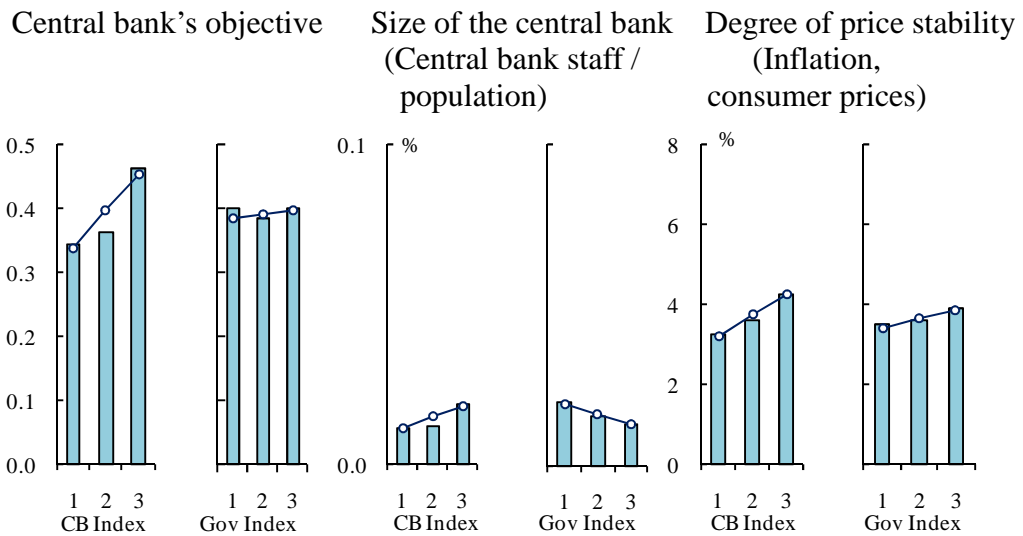 Central bank’s objective
Size of the central bank
(Central bank staff /
population)
Degree of price stability
(Inflation,
consumer prices)
0.5
0.4
0.3
0.2
0.1
0.0
1 2 3
CB Index
1 2 3
Gov Index
0.1
%
0.0
1 2 3
CB Index
1 2 3
Gov Index
8
%
6
4
2
0
1 2 3
CB Index
1 2 3
Gov Index